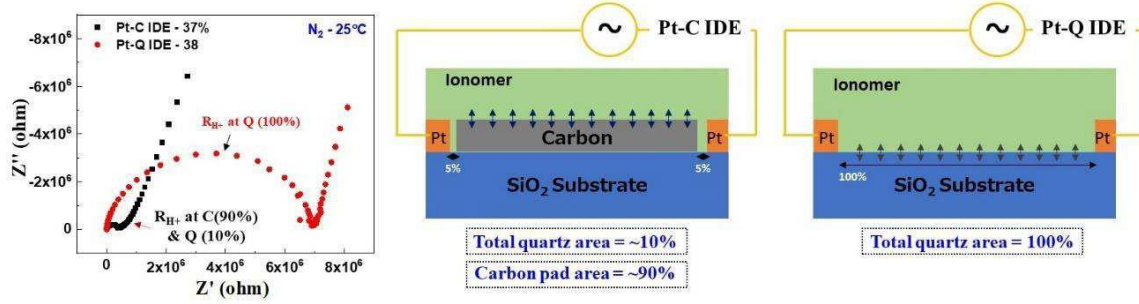 Pt-C IDE - 37%
Pt-Q IDE - 38
N2 - 25°C
-8x10⁶
-6x10⁶
-4x10⁶
-2x10⁶
0
Z'' (ohm)
RH+ at Q (100%)
RH+ at C(90%)
& Q (10%)
0
2x10⁶
4x10⁶
6x10⁶
8x10⁶
Z' (ohm)
~
Pt-C IDE
Ionomer
Pt
Carbon
Pt
5%
5%
SiO2 Substrate
Total quartz area = ~10%
Carbon pad area = ~90%
~
Pt-Q IDE
Ionomer
Pt
Pt
100%
SiO2 Substrate
Total quartz area = 100%